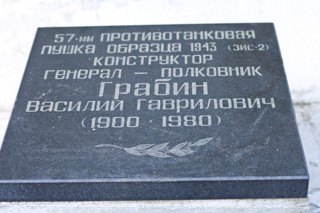 57-мм ПРОТИВОТАНКОВАЯ
ПУШКА ОБРАЗЦА 1943 (ЗИС-2)
КОНСТРУКТОР
ГЕНЕРАЛ — ПОЛКОВНИК
ГРАБИН
ВАСИЛИЙ ГАВРИЛОВИЧ
(1900 - 1980)